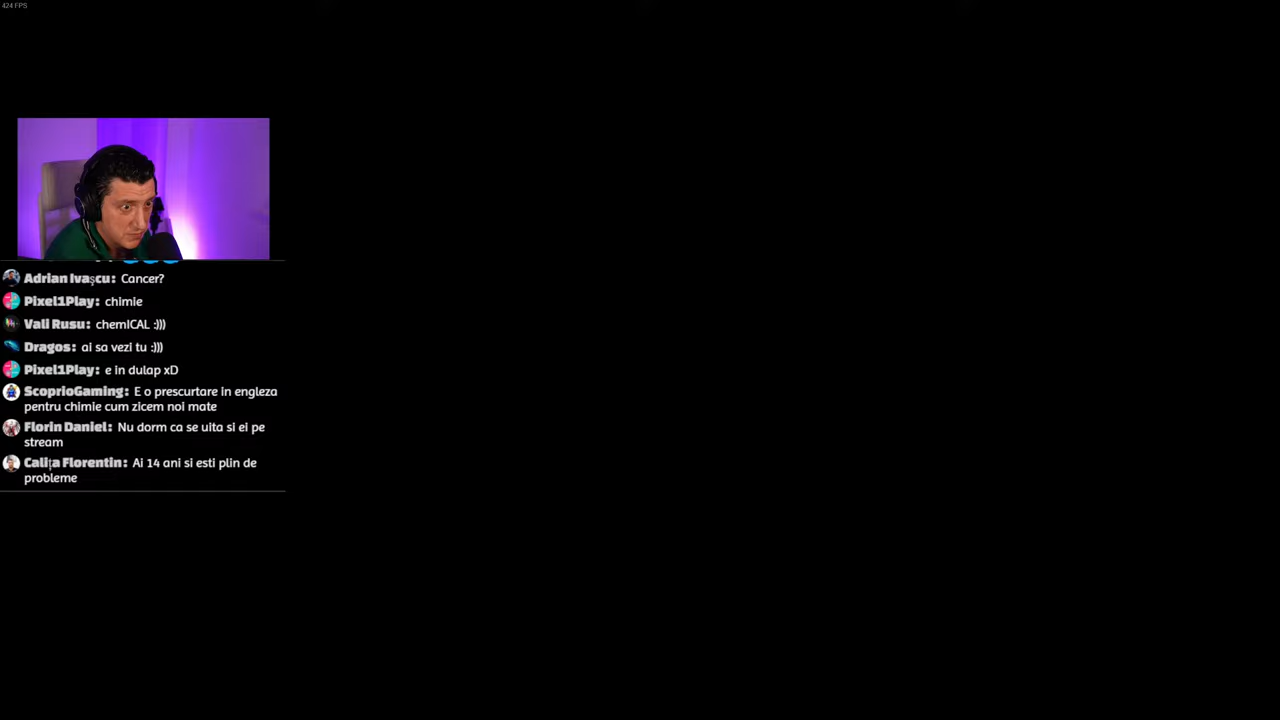 424 FPS
Adrian Ivaşcu: Cancer?
Pixel1Play: chimie
Vali Rusu: chemICAL :)))
Dragos: ai sa vezi tu :)))
Pixel1Play: e in dulap xD
ScoprioGaming: E o prescurtare in engleza
pentru chimie cum zicem noi mate
Florin Daniel: Nu dorm ca se uita si ei pe
stream
Calița Florentin: Ai 14 ani si esti plin de
probleme